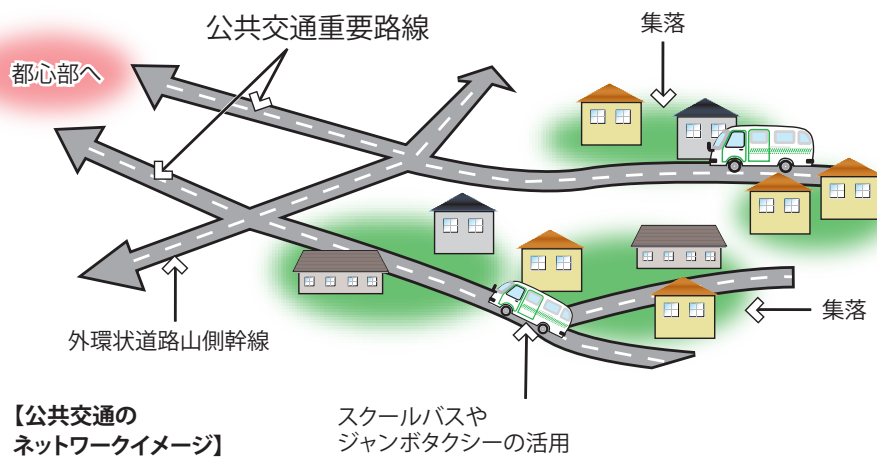 公共交通重要路線
集落
都心部へ
集落
外環状道路山側幹線
スクールバスや
ジャンボタクシーの活用
【公共交通の
ネットワークイメージ】